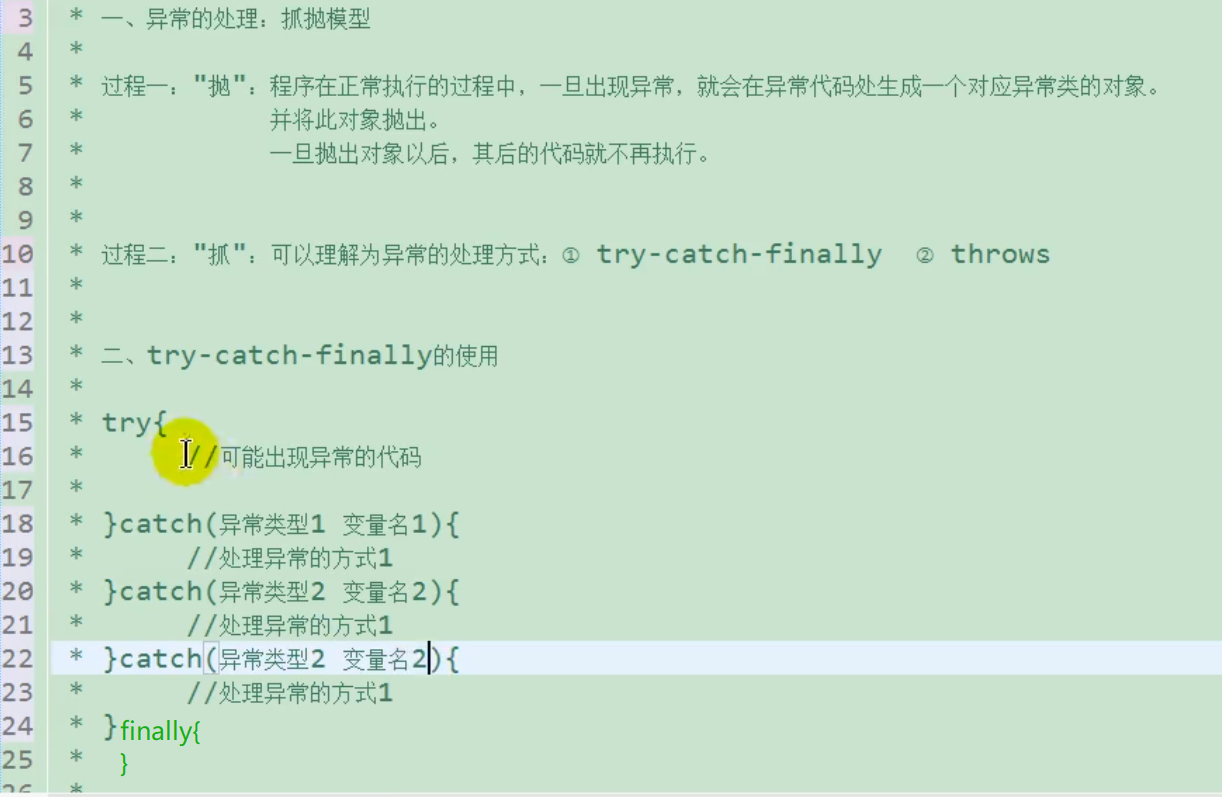 3 * 一、异常的处理：抓抛模型
4 *
5 * 过程一："抛"：程序在正常执行的过程中，一旦出现异常，就会在异常代码处生成一个对应异常类的对象。
6 * 并将此对象抛出。
7 * 一旦抛出对象以后，其后的代码就不再执行。
8 *
9 *
10 * 过程二："抓"：可以理解为异常的处理方式：① try-catch-finally ② throws
11 *
12 *
13 * 二、try-catch-finally的使用
14 *
15 * try{
16 * //可能出现异常的代码
17 *
18 * }catch(异常类型1 变量名1){
19 * //处理异常的方式1
20 * }catch(异常类型2 变量名2){
21 * //处理异常的方式1
22 * }catch(异常类型2 变量名2){
23 * //处理异常的方式1
24 * }finally{
25 * }
26 *